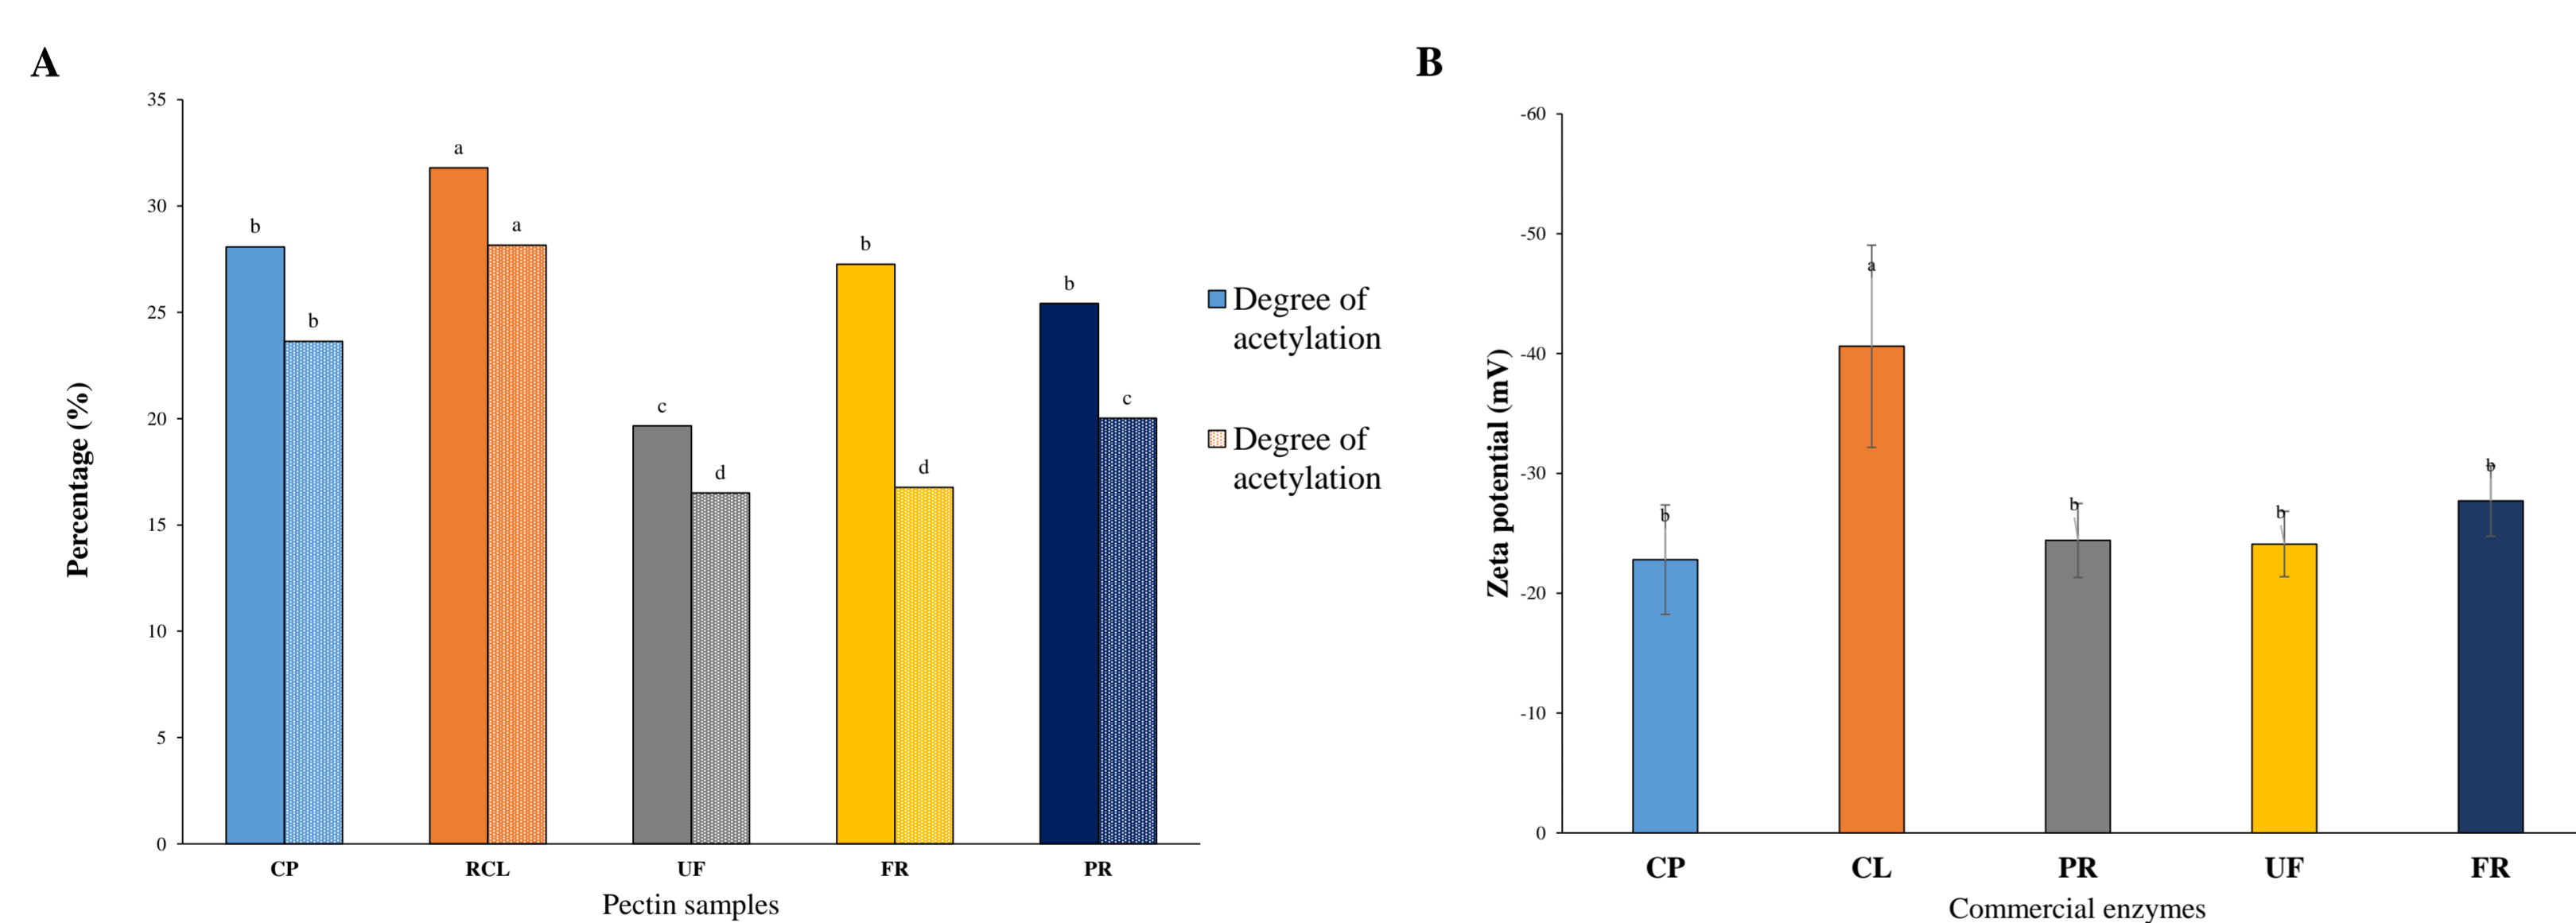 A
35
30
25
20
15
10
5
0
Percentage (%)
b
b
a
a
c
d
b
d
b
c
CP
RCL
UF
FR
PR
Pectin samples
Degree of
acetylation
Degree of
acetylation
B
-60
-50
-40
-30
-20
-10
0
Zeta potential (mV)
b
a
b
b
b
CP
CL
PR
UF
FR
Commercial enzymes